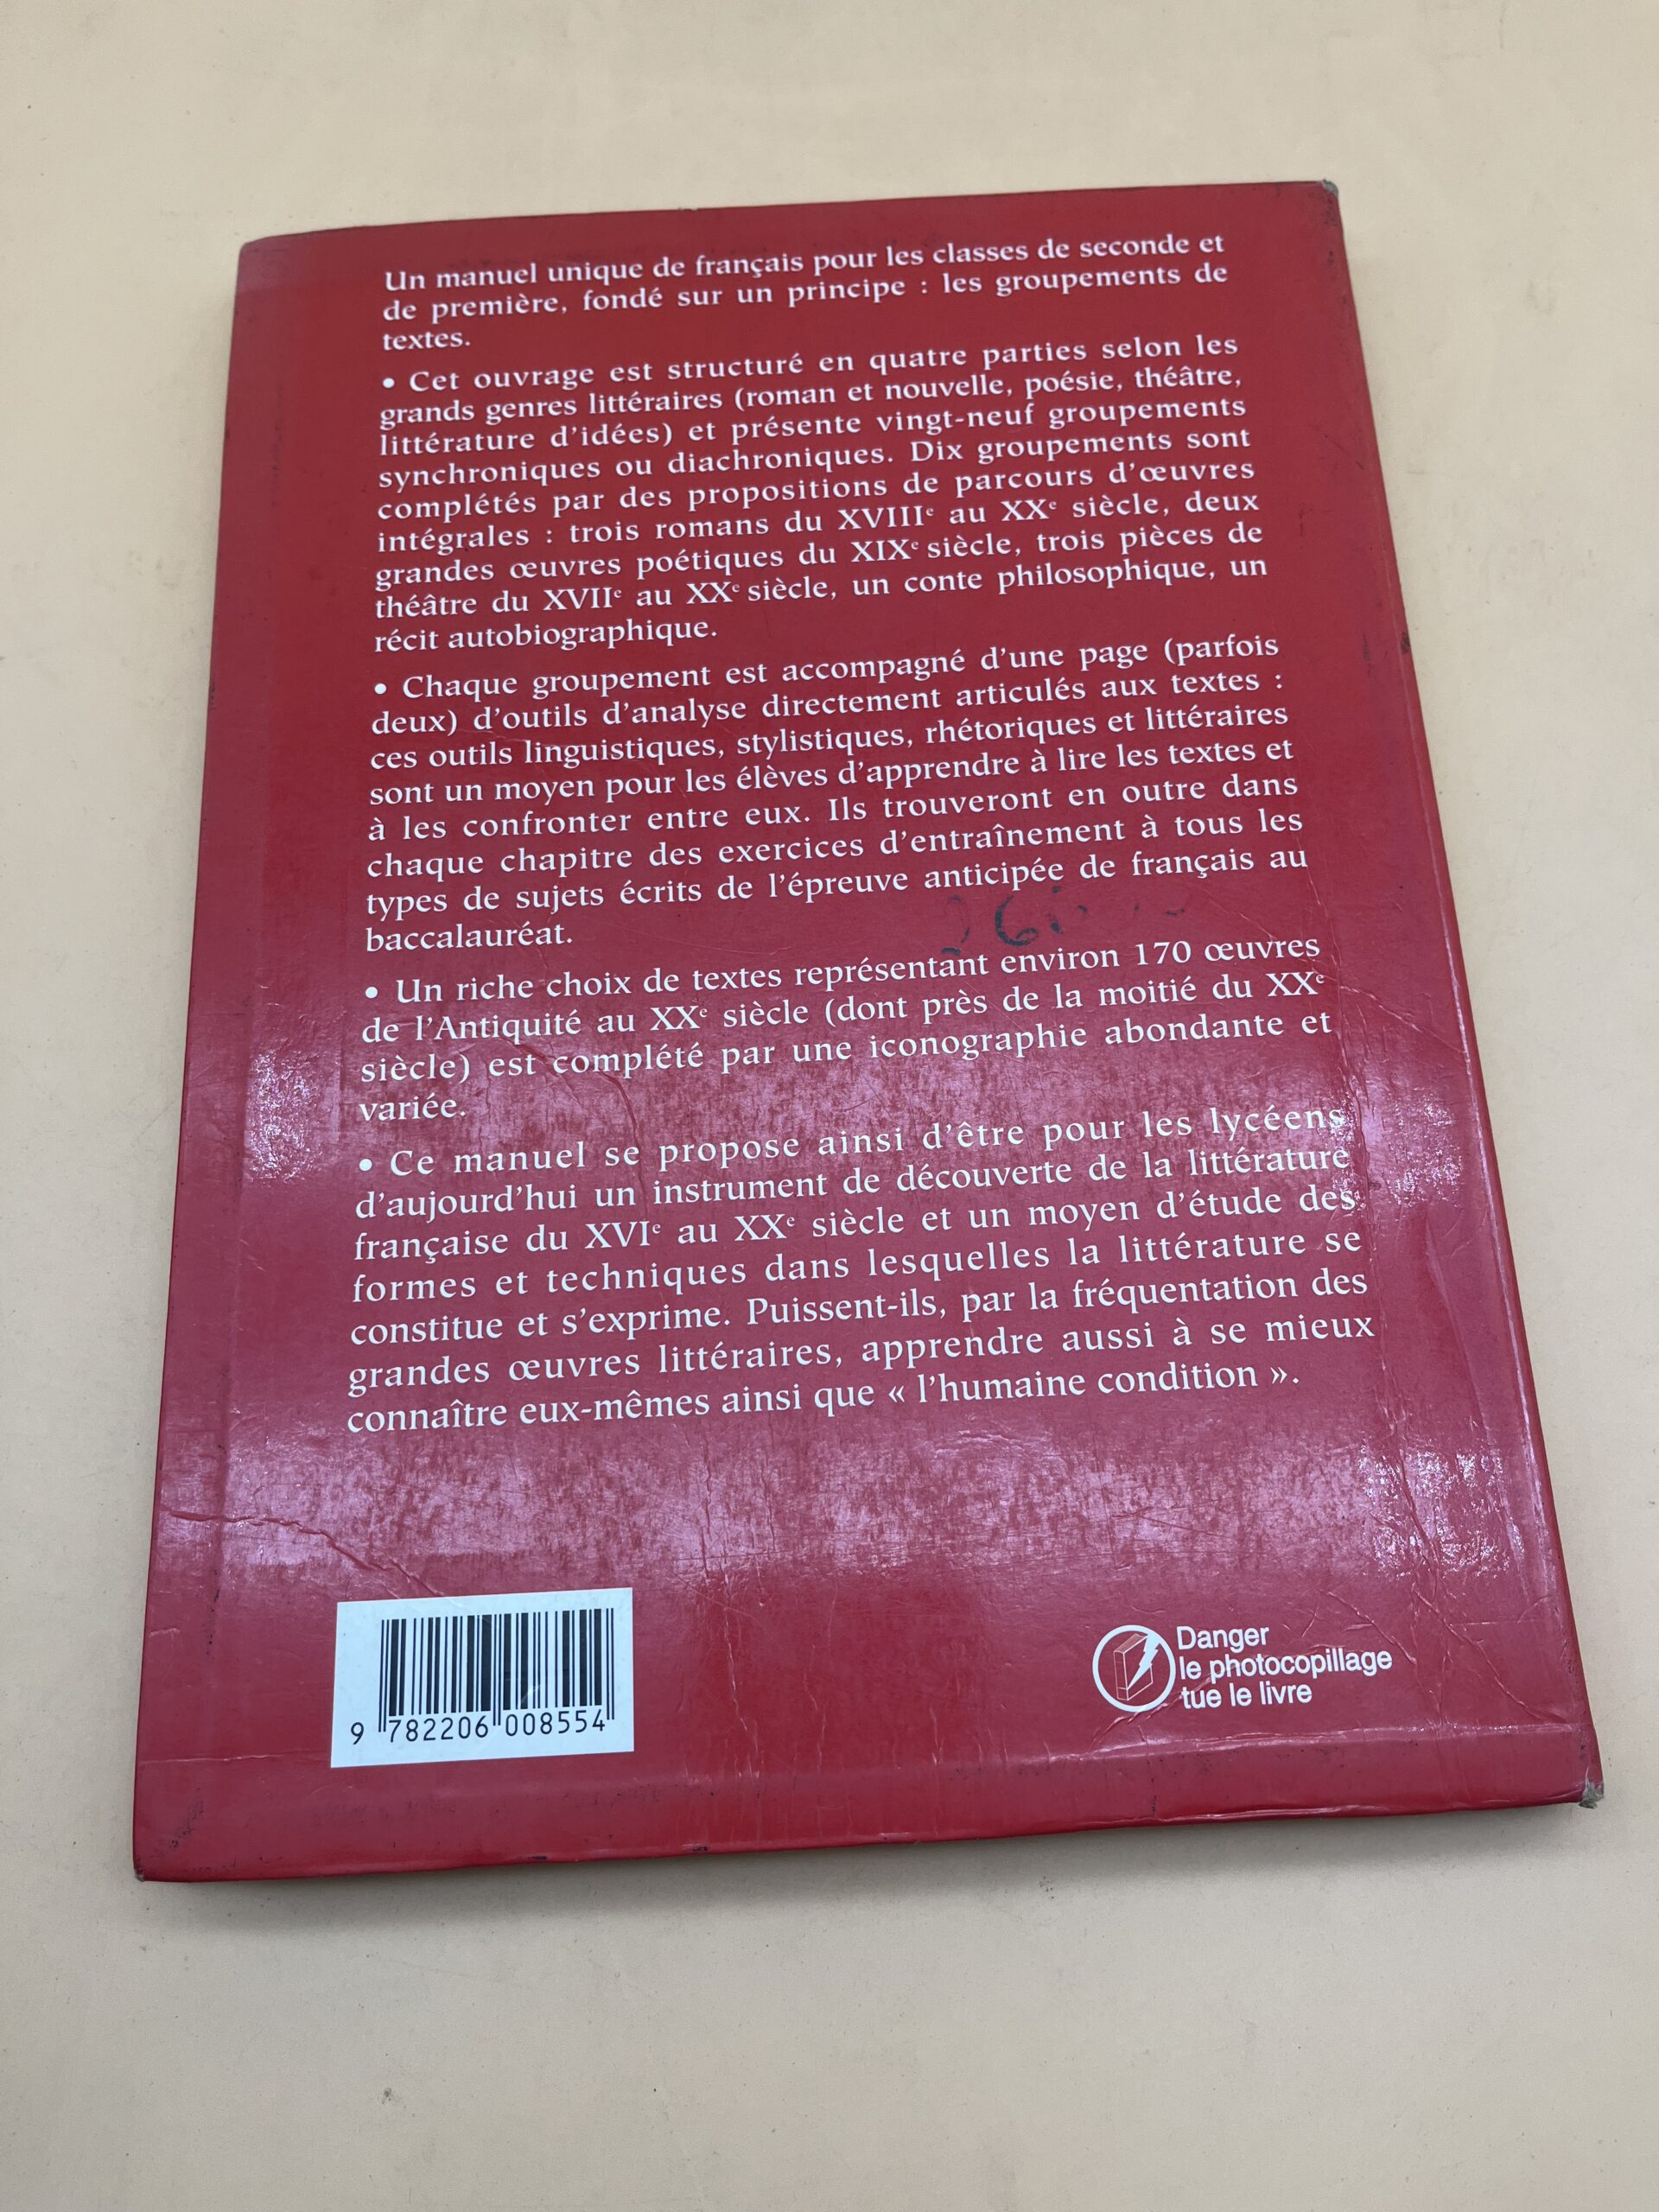 Un manuel unique de français pour les classes de seconde et
de première, fondé sur un principe : les groupements de
textes.
• Cet ouvrage est structuré en quatre parties selon les
grands genres littéraires (roman et nouvelle, poésie, théâtre,
littérature d'idées) et présente vingt-neuf groupements
synchroniques ou diachroniques. Dix groupements sont
complétés par des propositions de parcours d'œuvres
intégrales : trois romans du XVIIIe au XXe siècle, deux
grandes œuvres poétiques du XIXe siècle, trois pièces de
théâtre du XVIIe au XXe siècle, un conte philosophique, un
récit autobiographique.
• Chaque groupement est accompagné d'une page (parfois
deux) d'outils d'analyse directement articulés aux textes :
ces outils linguistiques, stylistiques, rhétoriques et littéraires
sont un moyen pour les élèves d'apprendre à lire les textes et
à les confronter entre eux. Ils trouveront en outre dans
chaque chapitre des exercices d'entraînement à tous les
types de sujets écrits de l'épreuve anticipée de français au
baccalauréat.
• Un riche choix de textes représentant environ 170 œuvres
de l'Antiquité au XXe siècle (dont près de la moitié du XXe
siècle) est complété par une iconographie abondante et
variée.
• Ce manuel se propose ainsi d'être pour les lycéens
d'aujourd'hui un instrument de découverte de la littérature
française du XVIe au XXe siècle et un moyen d'étude des
formes et techniques dans lesquelles la littérature se
constitue et s'exprime. Puissent-ils, par la fréquentation des
grandes œuvres littéraires, apprendre aussi à se mieux
connaître eux-mêmes ainsi que « l'humaine condition ».
9 782206 008554
Danger
le photocopillage
tue le livre